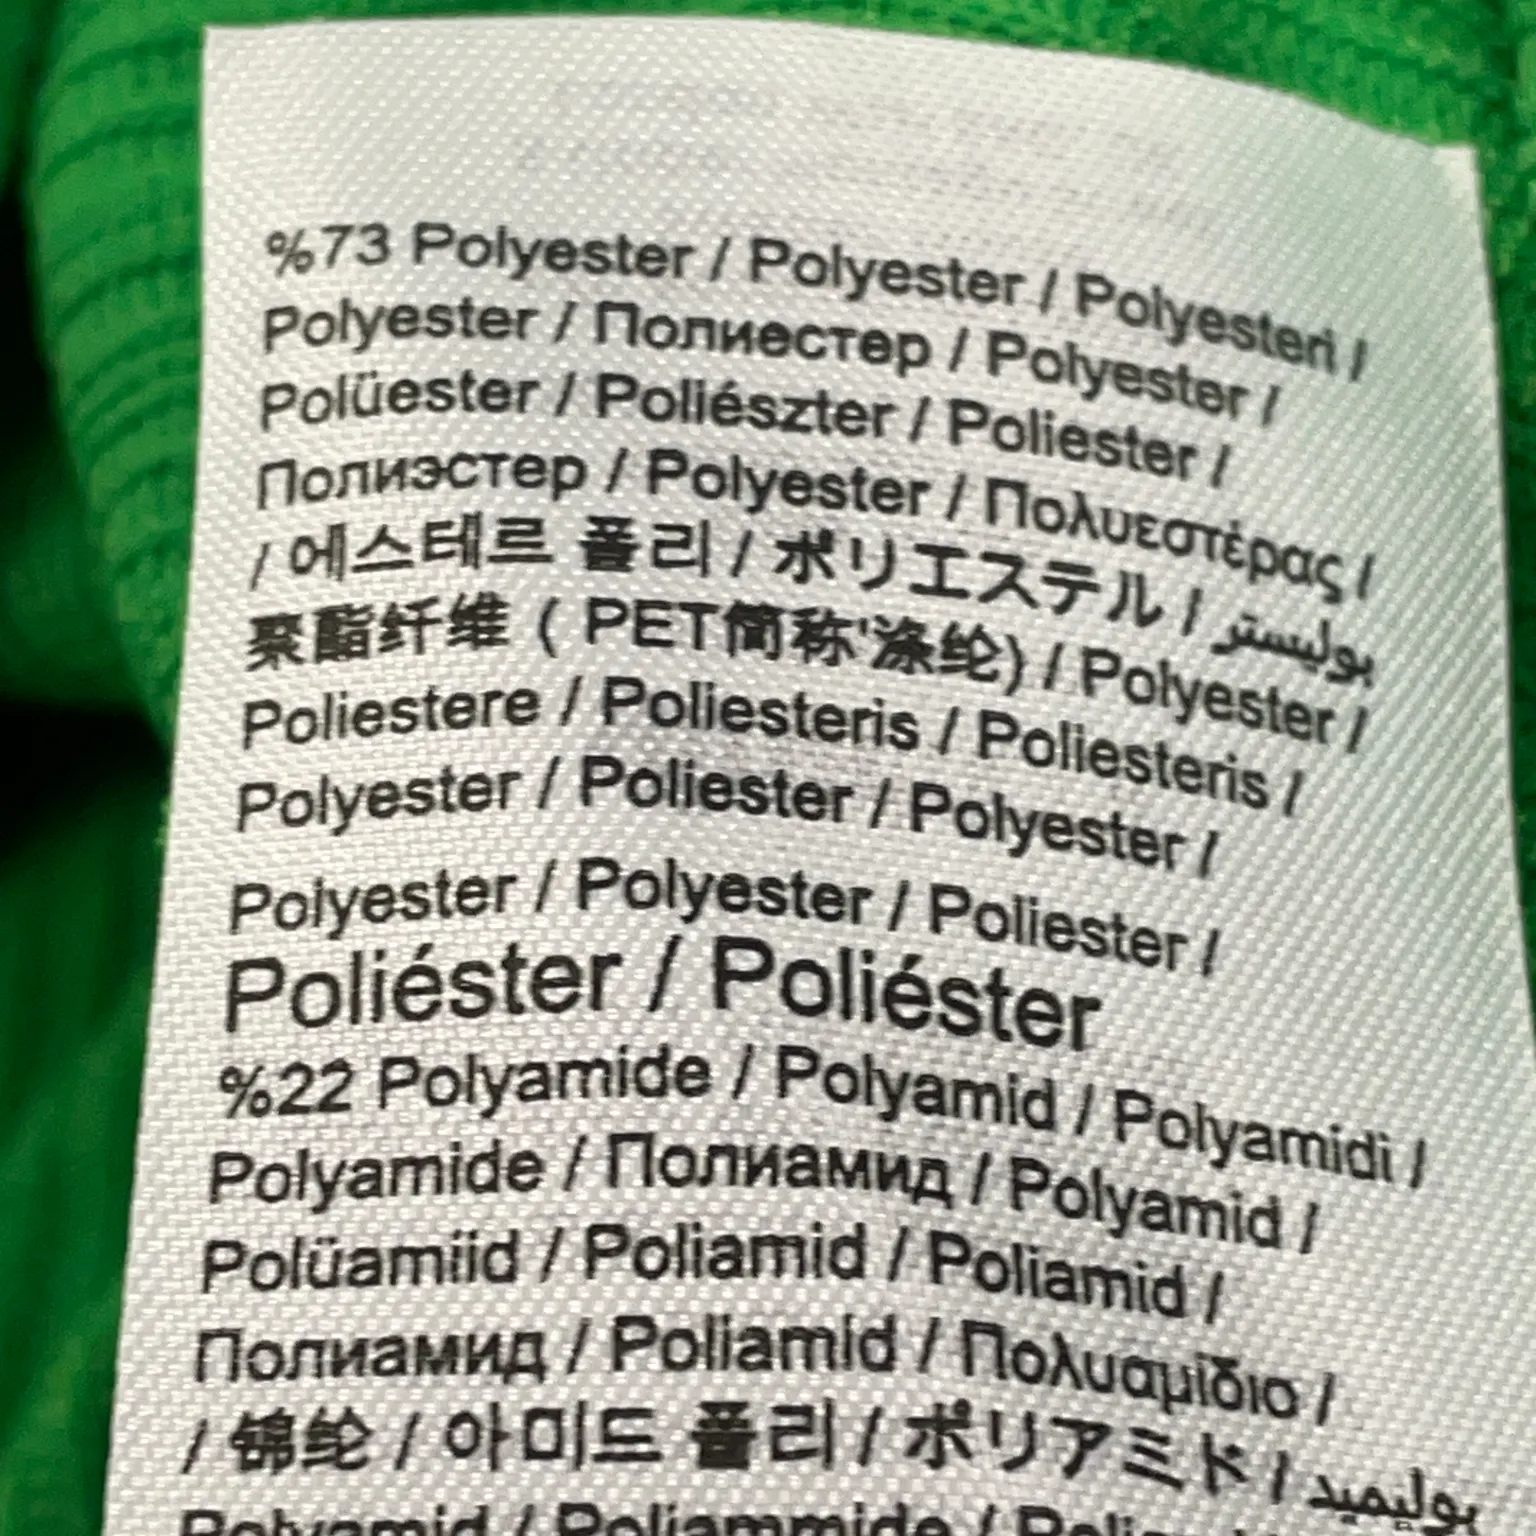 %73 Polyester / Polyester / Polyesteri /
Polyester / Полиестер / Polyester /
Polüester / Poliészter / Poliester /
Полиэстер / Polyester / Πολυεστέρας /
/ 에스테르 폴리 / ポリエステル / بوليستر
聚酯纤维 ( PET简称'涤纶) / Polyester /
Poliestere / Poliesteris / Poliesteris /
Polyester / Poliester / Polyester /
Polyester / Polyester / Poliester /
Poliéster / Poliéster
%22 Polyamide / Polyamid / Polyamidi /
Polyamide / Полиамид / Polyamid /
Polüamiid / Poliamid / Poliamid /
Полиамид / Poliamid / Πολυαμίδιο /
/ 锦纶 / 아미드 폴리 / ポリアミド / بوليميد
Polyamid / Poliammide /